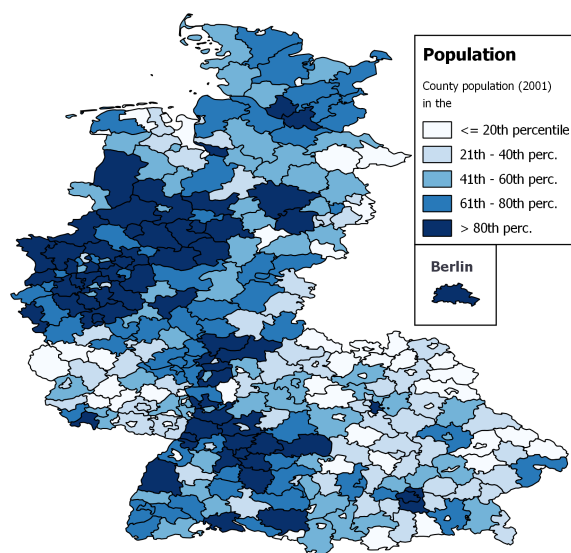 Population
County population (2001)
in the
<= 20th percentile
21th - 40th perc.
41th - 60th perc.
61th - 80th perc.
> 80th perc.
Berlin